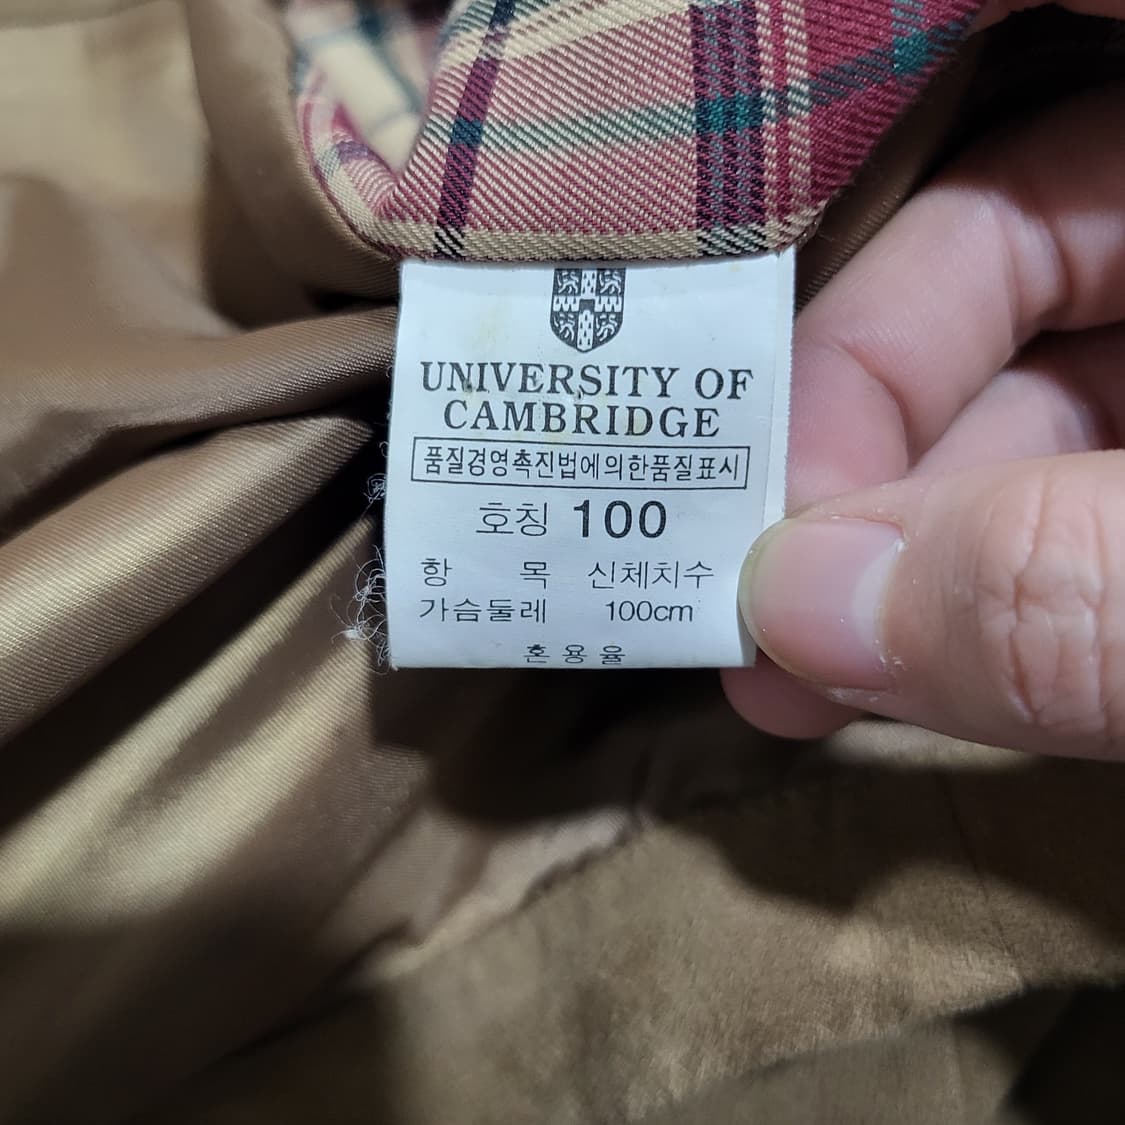 UNIVERSITY OF
CAMBRIDGE
품질경영촉진법에의한품질표시
호칭 100
항 목 신체치수
가슴둘레 100cm
혼용율